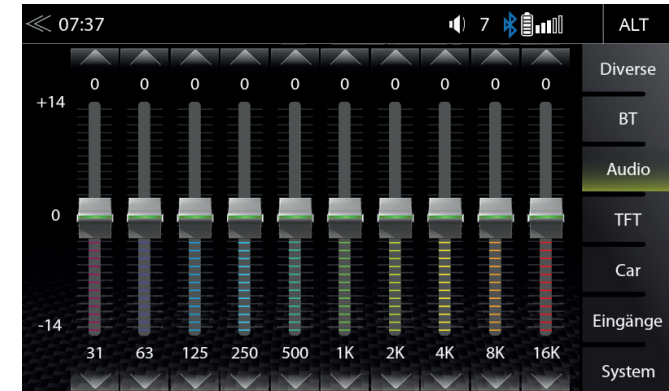 07:37 7 ALT
Diverse
0 0 0 0 0 0 0 0 0 0
+14
BT
Audio
0
TFT
Car
-14
Eingänge
31 63 125 250 500 1K 2K 4K 8K 16K
System